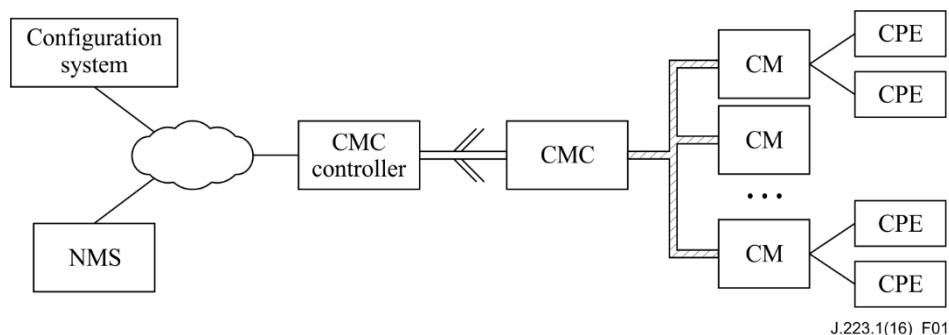 Configuration
system
NMS
CMC
controller
CMC
CM
CPE
CPE
CM
...
CM
CPE
CPE
J.223.1(16)_F01